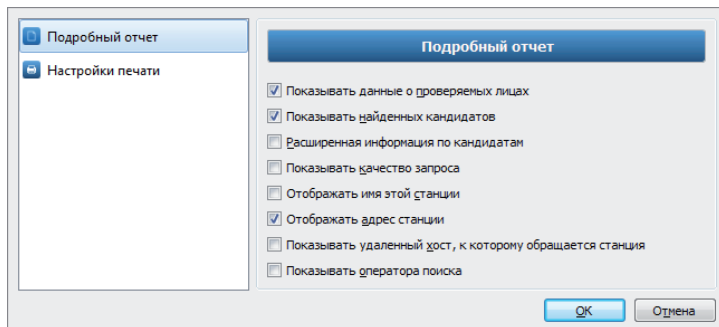 Подробный отчет
Настройки печати
Подробный отчет
Показывать данные о проверяемых лицах
Показывать найденных кандидатов
Расширенная информация по кандидатам
Показывать качество запроса
Отображать имя этой станции
Отображать адрес станции
Показывать удаленный хост, к которому обращается станция
Показывать оператора поиска
OK
Отмена